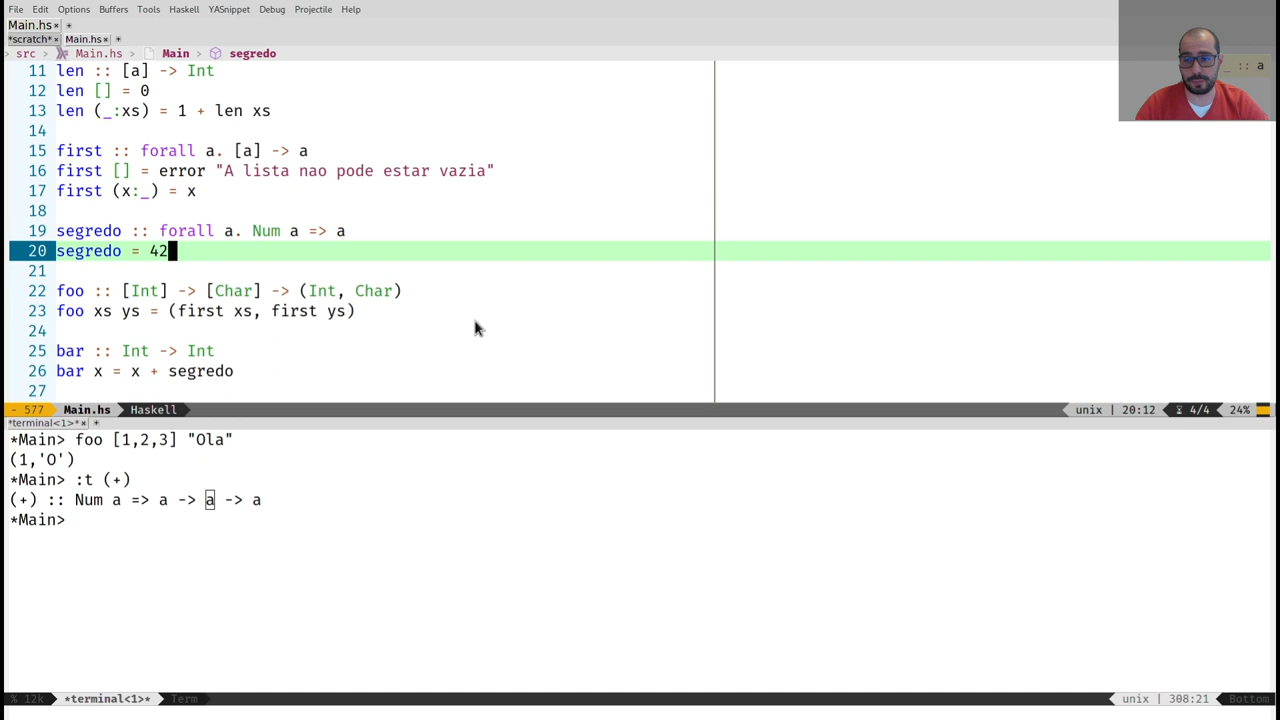 File Edit Options Buffers Tools Haskell YASnippet Debug Projectile Help
Main.hs × +
*scratch* × Main.hs × +
> src > Main.hs > Main > segredo
_ :: a
11 len :: [a] -> Int
12 len [] = 0
13 len (_:xs) = 1 + len xs
14
15 first :: forall a. [a] -> a
16 first [] = error "A lista nao pode estar vazia"
17 first (x:_) = x
18
19 segredo :: forall a. Num a => a
20 segredo = 42
21
22 foo :: [Int] -> [Char] -> (Int, Char)
23 foo xs ys = (first xs, first ys)
24
25 bar :: Int -> Int
26 bar x = x + segredo
27
- 577 Main.hs Haskell unix | 20:12 4/4 24%
*terminal<1>* × +
*Main> foo [1,2,3] "Ola"
(1,'O')
*Main> :t (+)
(+) :: Num a => a -> a -> a
*Main>
% 12k *terminal<1>* Term unix | 308:21 Bottom